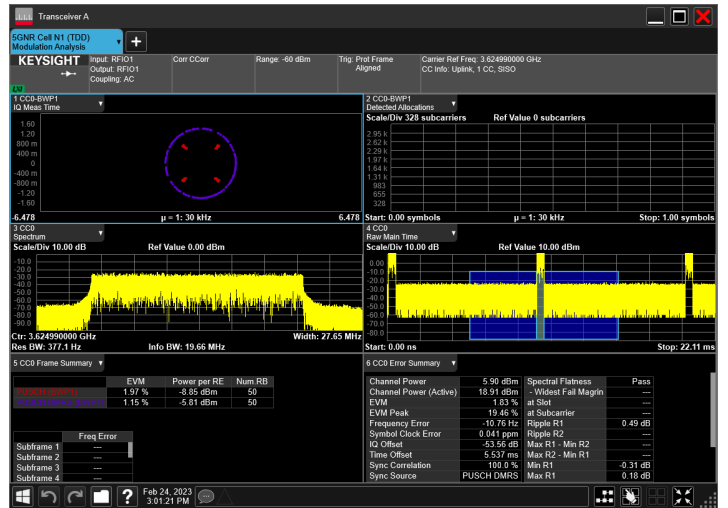 Transceiver A
5GNR Cell N1 (TDD)
Modulation Analysis
KEYSIGHT
LXI
Input: RFIO1
Output: RFIO1
Coupling: AC
Corr CCorr
Range: -60 dBm
Trig: Prot Frame
Aligned
Carrier Ref Freq: 3.624990000 GHz
CC Info: Uplink, 1 CC, SISO
1 CC0-BWP1
IQ Meas Time
1.60
1.20
800 m
400 m
0
-400 m
-800 m
-1.20
-1.60
-6.478 µ = 1: 30 kHz 6.478
2 CC0-BWP1
Detected Allocations
Scale/Div 328 subcarriers Ref Value 0 subcarriers
2.95 k
2.62 k
2.29 k
1.97 k
1.64 k
1.31 k
983
655
328
Start: 0.00 symbols µ = 1: 30 kHz Stop: 1.00 symbols
3 CC0
Spectrum
Scale/Div 10.00 dB Ref Value 0.00 dBm
-10.0
-20.0
-30.0
-40.0
-50.0
-60.0
-70.0
-80.0
-90.0
Ctr: 3.624990000 GHz Width: 27.65 MHz
Res BW: 377.1 Hz Info BW: 19.66 MHz
4 CC0
Raw Main Time
Scale/Div 10.00 dB Ref Value 10.00 dBm
0.00
-10.0
-20.0
-30.0
-40.0
-50.0
-60.0
-70.0
-80.0
Start: 0.00 ns Stop: 22.11 ms
5 CC0 Frame Summary
EVM Power per RE Num.RB
PUSCH (BWP1) 1.97 % -8.85 dBm 50
1.15 % -5.81 dBm 50
Freq Error
Subframe 1 ---
Subframe 2 ---
Subframe 3 ---
Subframe 4 ---
6 CC0 Error Summary
Channel Power 5.90 dBm Spectral Flatness Pass
Channel Power (Active) 18.91 dBm - Widest Fail Magrin ---
EVM 1.83 % at Slot ---
EVM Peak 19.46 % at Subcarrier ---
Frequency Error -10.76 Hz Ripple R1 0.49 dB
Symbol Clock Error 0.041 ppm Ripple R2 ---
IQ Offset -53.56 dB Max R1 - Min R2 ---
Time Offset 5.537 ms Max R2 - Min R1 ---
Sync Correlation 100.0 % Min R1 -0.31 dB
Sync Source PUSCH DMRS Max R1 0.18 dB
Feb 24, 2023
3:01:21 PM